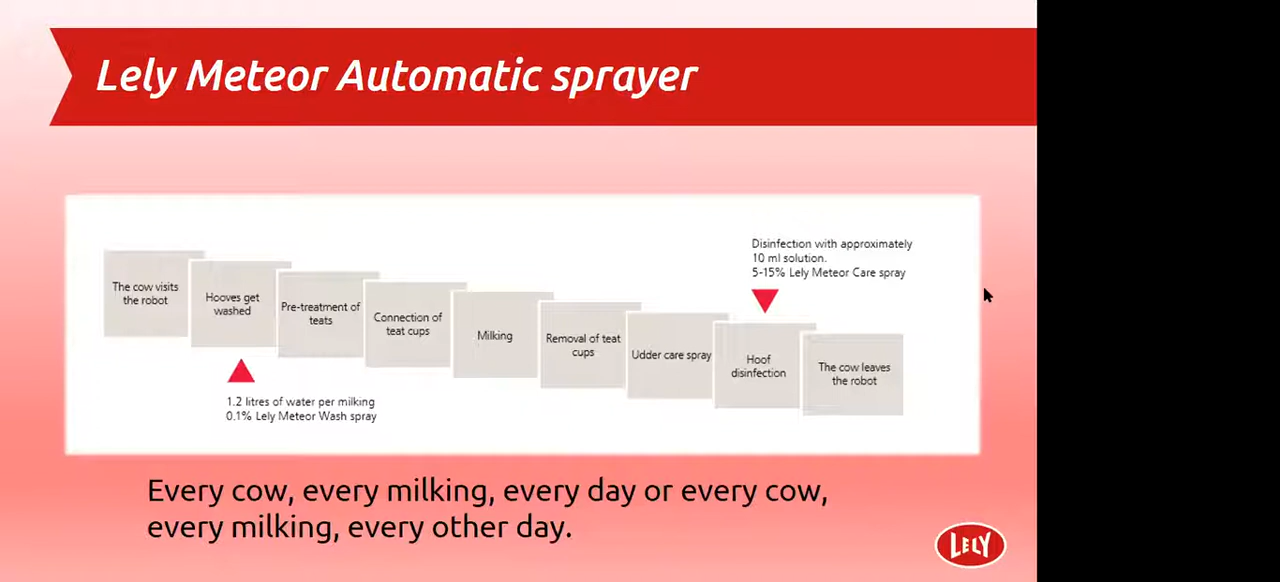 Lely Meteor Automatic sprayer
Disinfection with approximately
10 ml solution.
5-15% Lely Meteor Care spray
The cow visits
the robot
Hooves get
washed
Pre-treatment of
teats
Connection of
teat cups
Milking
Removal of teat
cups
Udder care spray
Hoof
disinfection
The cow leaves
the robot
1.2 litres of water per milking
0.1% Lely Meteor Wash spray
Every cow, every milking, every day or every cow,
every milking, every other day.
LELY